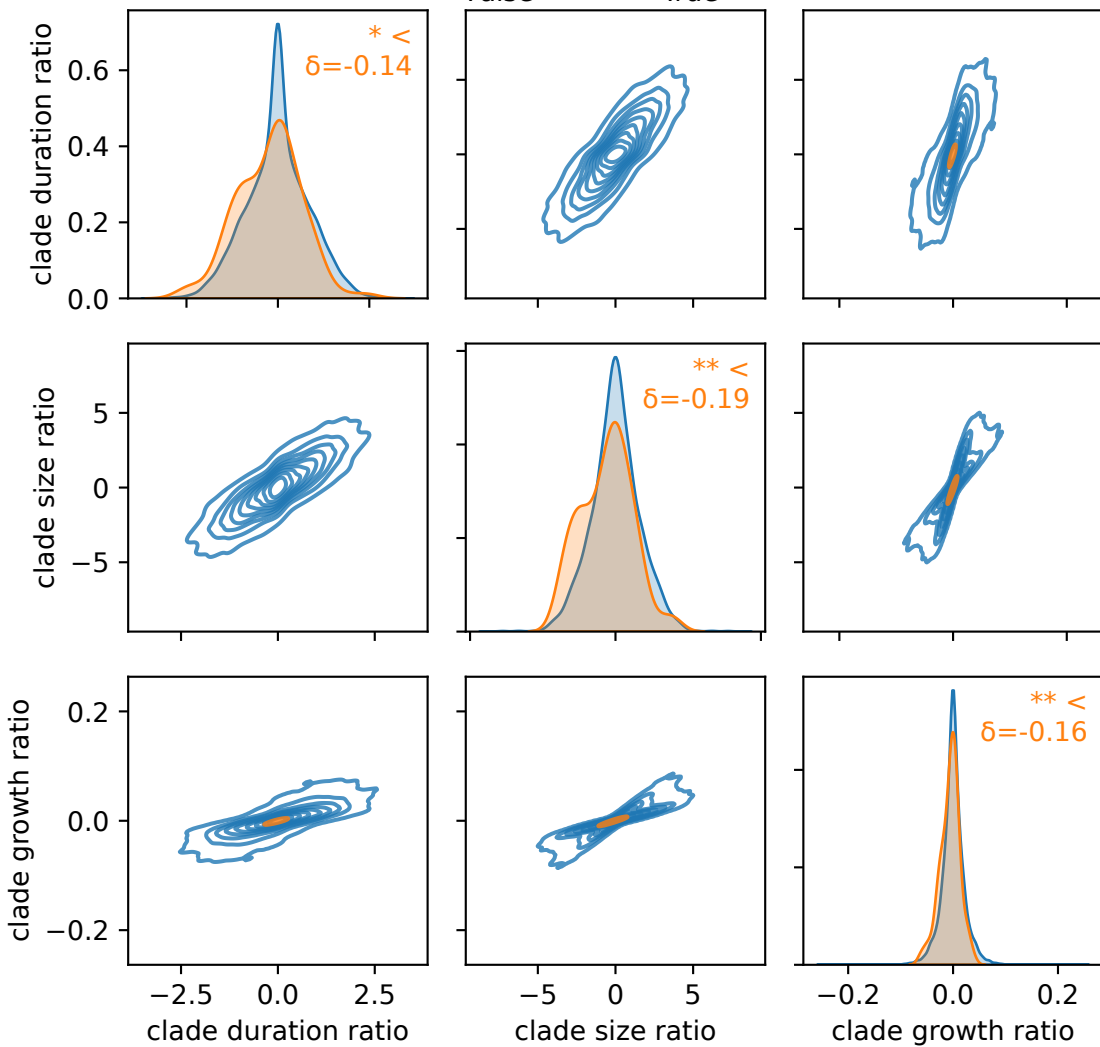 clade duration ratio
0.6
0.4
0.2
0.0
* <
δ=-0.14
clade size ratio
5
0
−5
** <
δ=-0.19
clade growth ratio
0.2
0.0
−0.2
** <
δ=-0.16
−2.5 0.0 2.5
−5 0 5
−0.2 0.0 0.2
clade duration ratio
clade size ratio
clade growth ratio